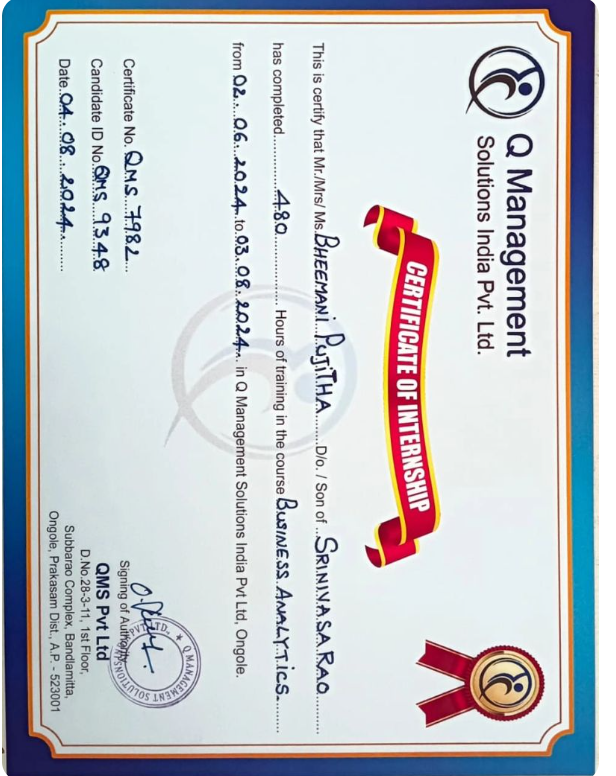 Q Management
Solutions India Pvt. Ltd.
CERTIFICATE OF INTERNSHIP
This is certify that Mr./Mrs/ Ms. BHEEMANI PUJITHA D/o. / Son of SRINIVASA RAO
has completed 480 Hours of training in the course BUSINESS ANALYTICS
from 02. 06. 2024 to 03. 08. 2024 in Q Management Solutions India Pvt Ltd, Ongole.
Certificate No. QMS 7982
Candidate ID No. QMS 9348
Date 04. 08. 2024
Signing of Authority
QMS Pvt Ltd
D.No.28-3-11, 1st Floor,
Subbarao Complex, Bandlamitta,
Ongole, Prakasam Dist., A.P. - 523001
Q MANAGEMENT SOLUTIONS